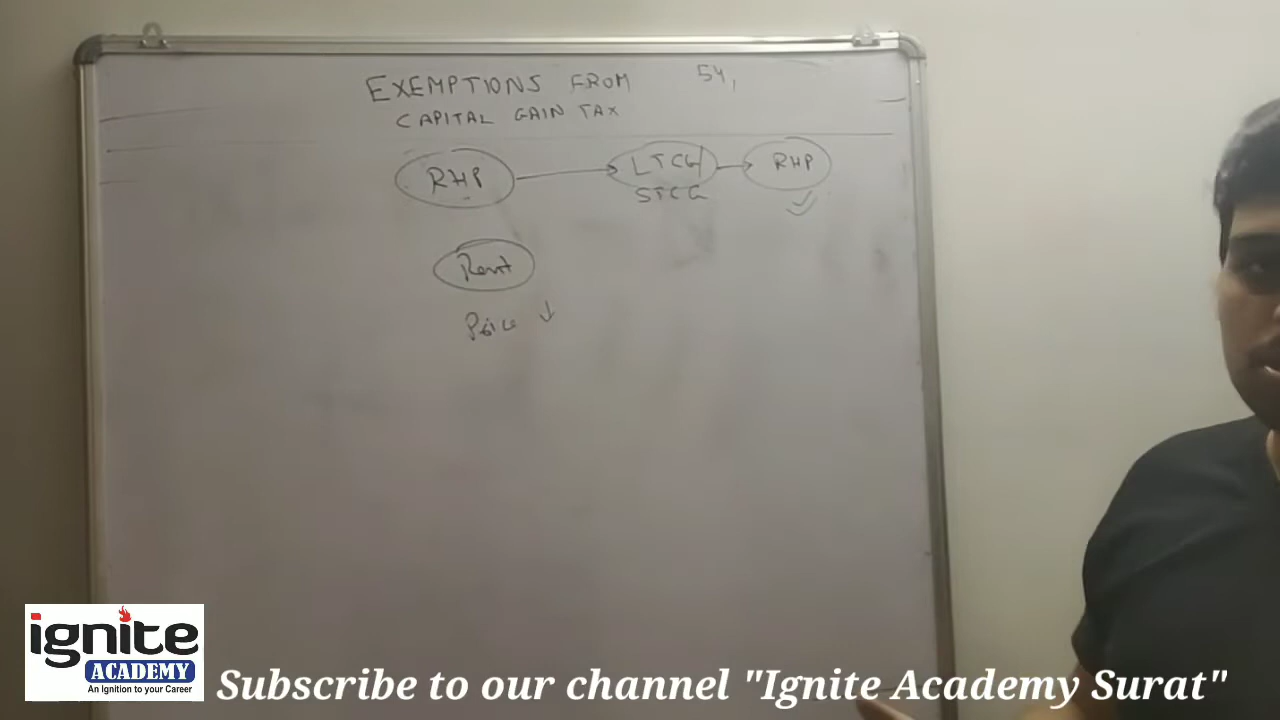 EXEMPTIONS FROM 54,
CAPITAL GAIN TAX
RHP LTCG/ RHP
STCG
Rent
Price ↓
ignite
ACADEMY
An Ignition to your Career
Subscribe to our channel "Ignite Academy Surat"